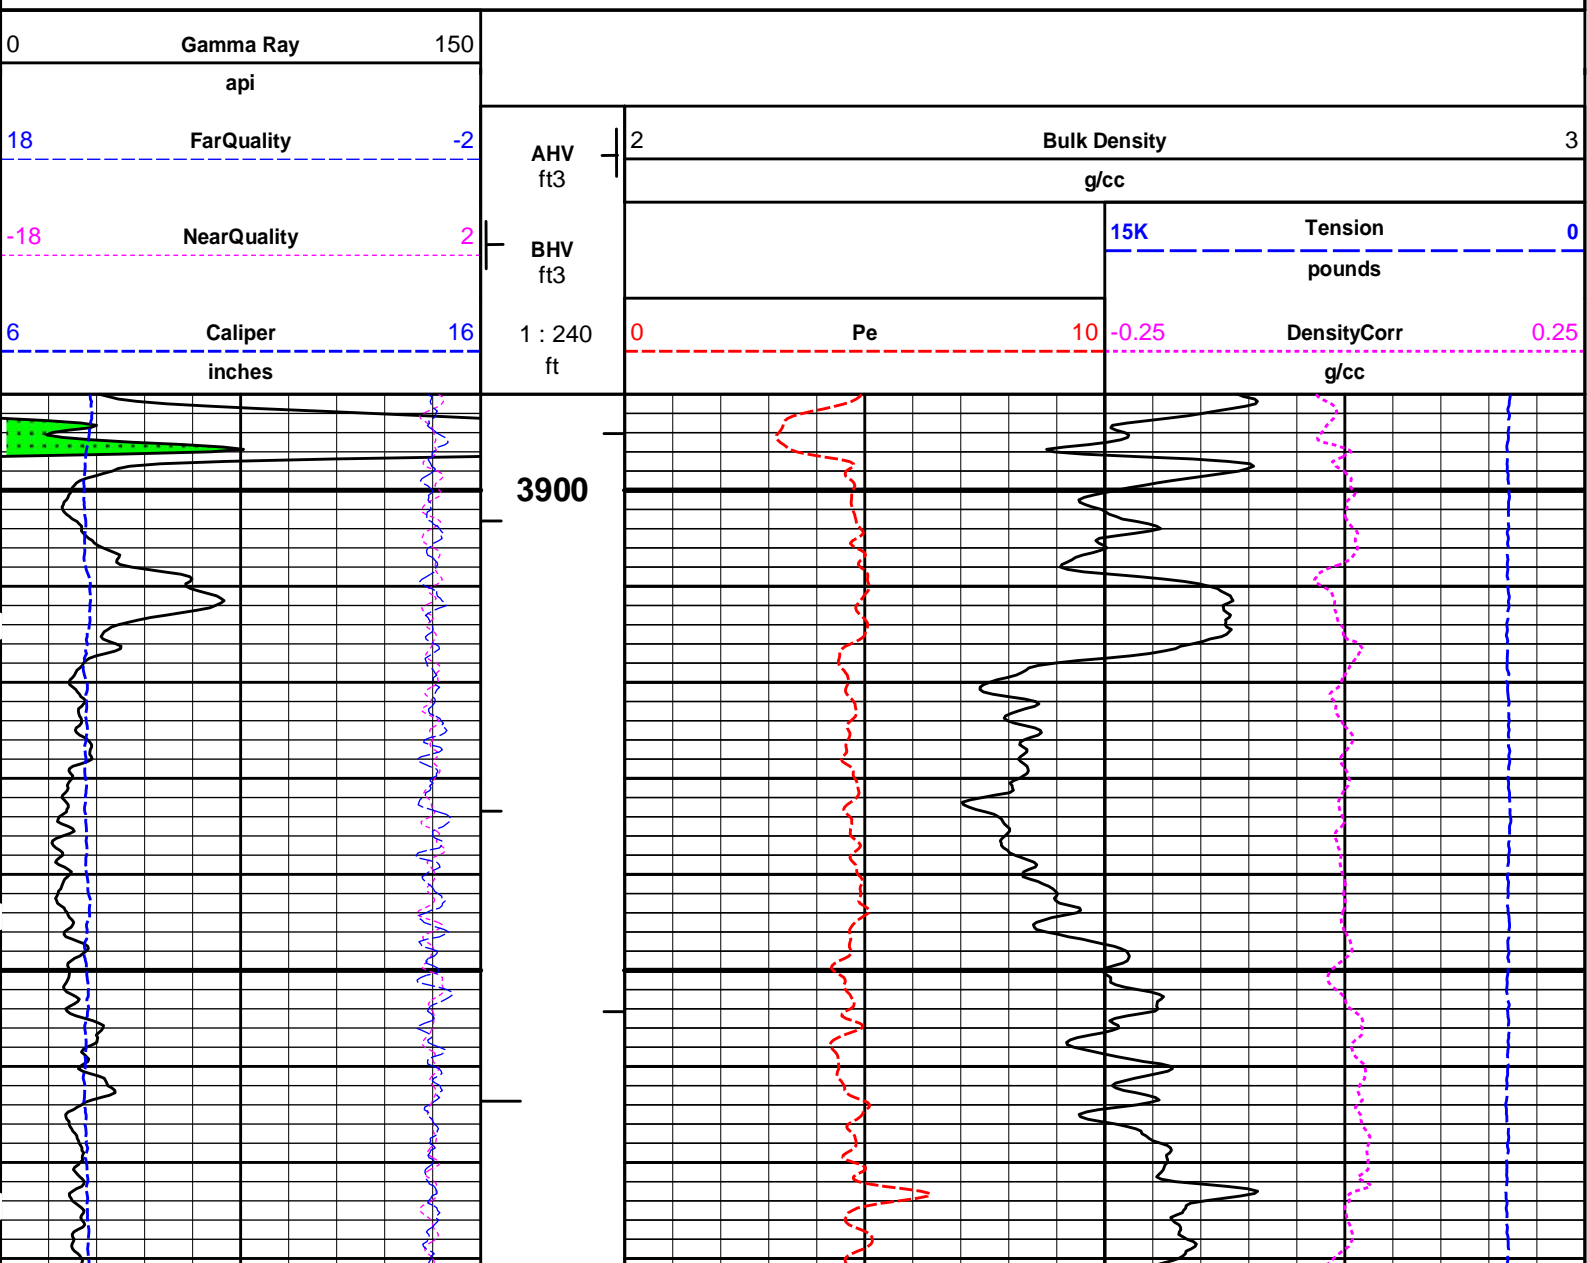 0 Gamma Ray 150
api
18 FarQuality -2
-18 NearQuality 2
6 Caliper 16
inches
AHV
ft3
BHV
ft3
1 : 240
ft
2 Bulk Density 3
g/cc
15K Tension 0
pounds
0 Pe 10
-0.25 DensityCorr 0.25
g/cc
3900